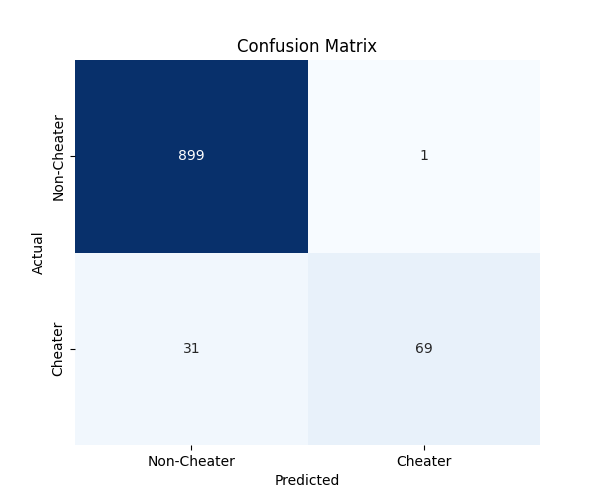 Confusion Matrix
Non-Cheater
899
1
Actual
Cheater
31
69
Non-Cheater
Cheater
Predicted